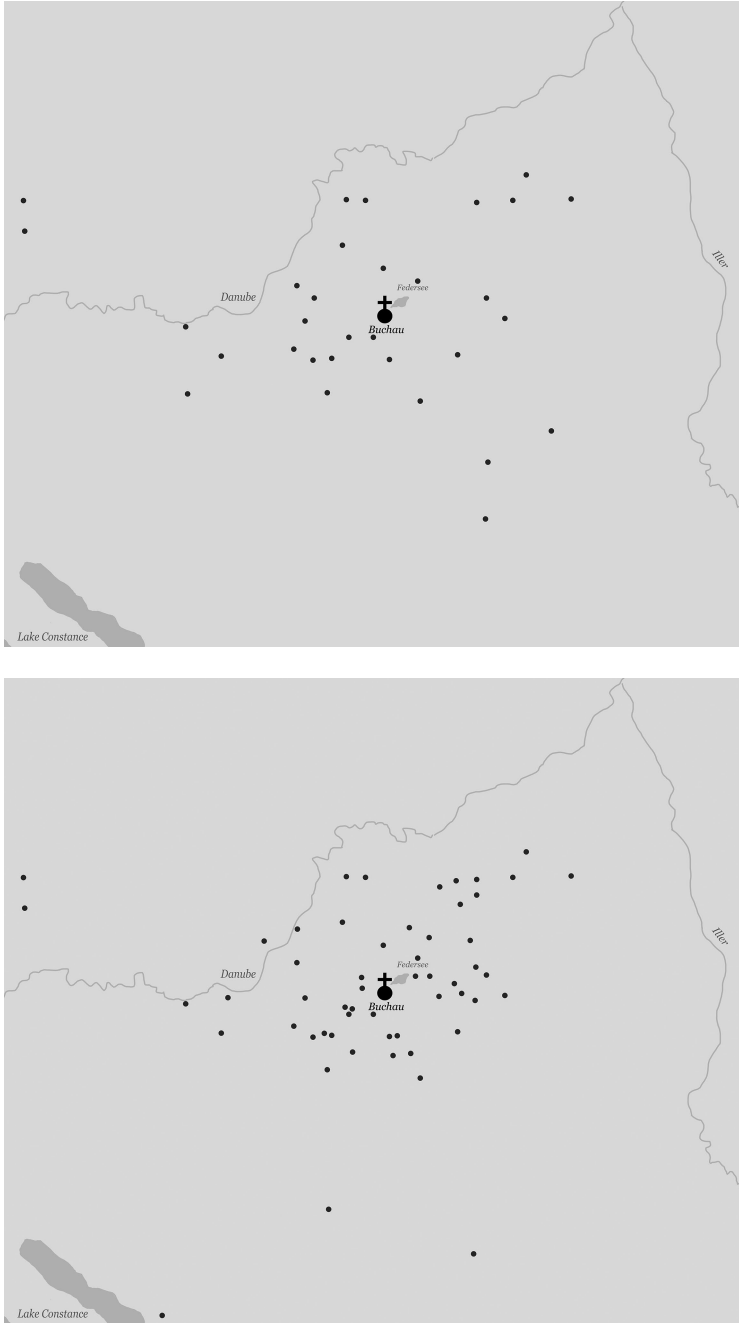 Iller
Federsee
Danube
Buchau
Lake Constance
Iller
Federsee
Danube
Buchau
Lake Constance